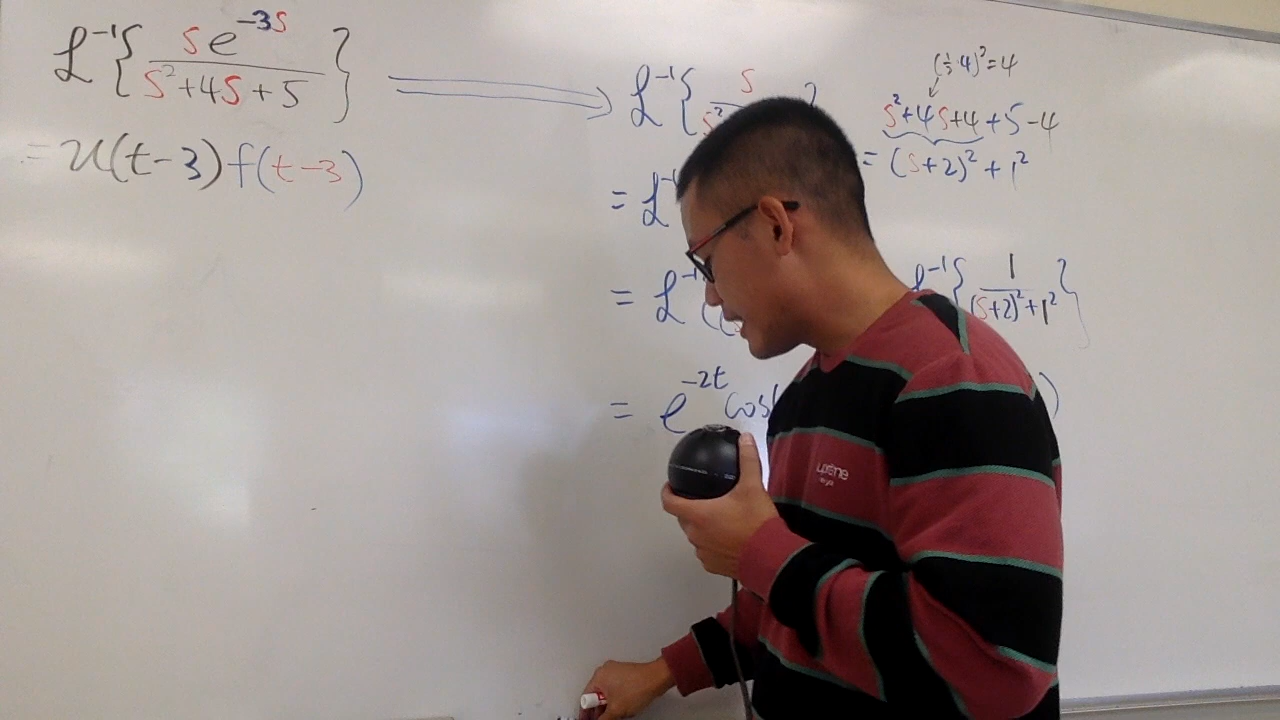 ℒ⁻¹{ se⁻³ˢ / s²+4s+5 }
= u(t-3) f(t-3)
ℒ⁻¹{ s / s²
= ℒ⁻¹
= ℒ⁻¹{
= e⁻²ᵗ cos(
(½·4)²=4
s²+4s+4+5-4
= (s+2)²+1²
ℒ⁻¹{ 1 / (s+2)²+1² }
)